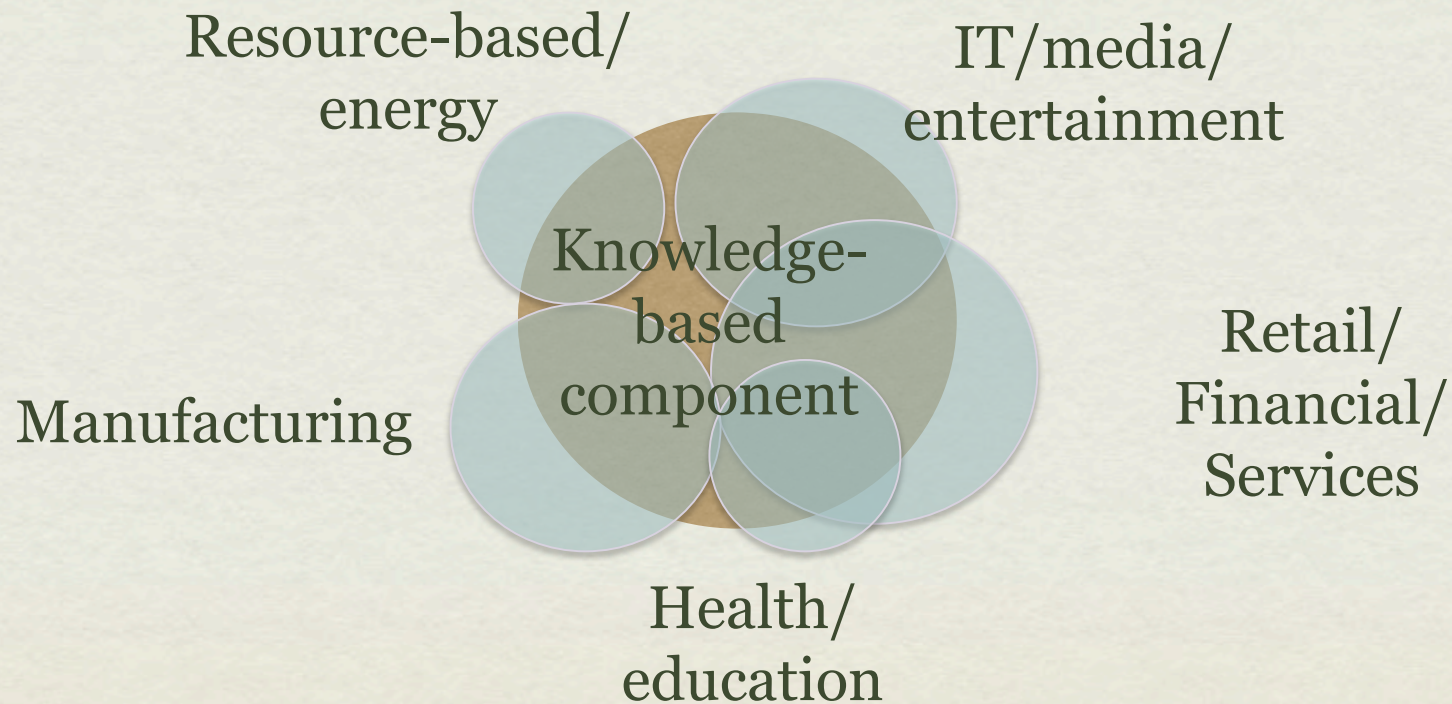 Resource-based/
energy
IT/media/
entertainment
Knowledge-
based
component
Retail/
Financial/
Services
Manufacturing
Health/
education